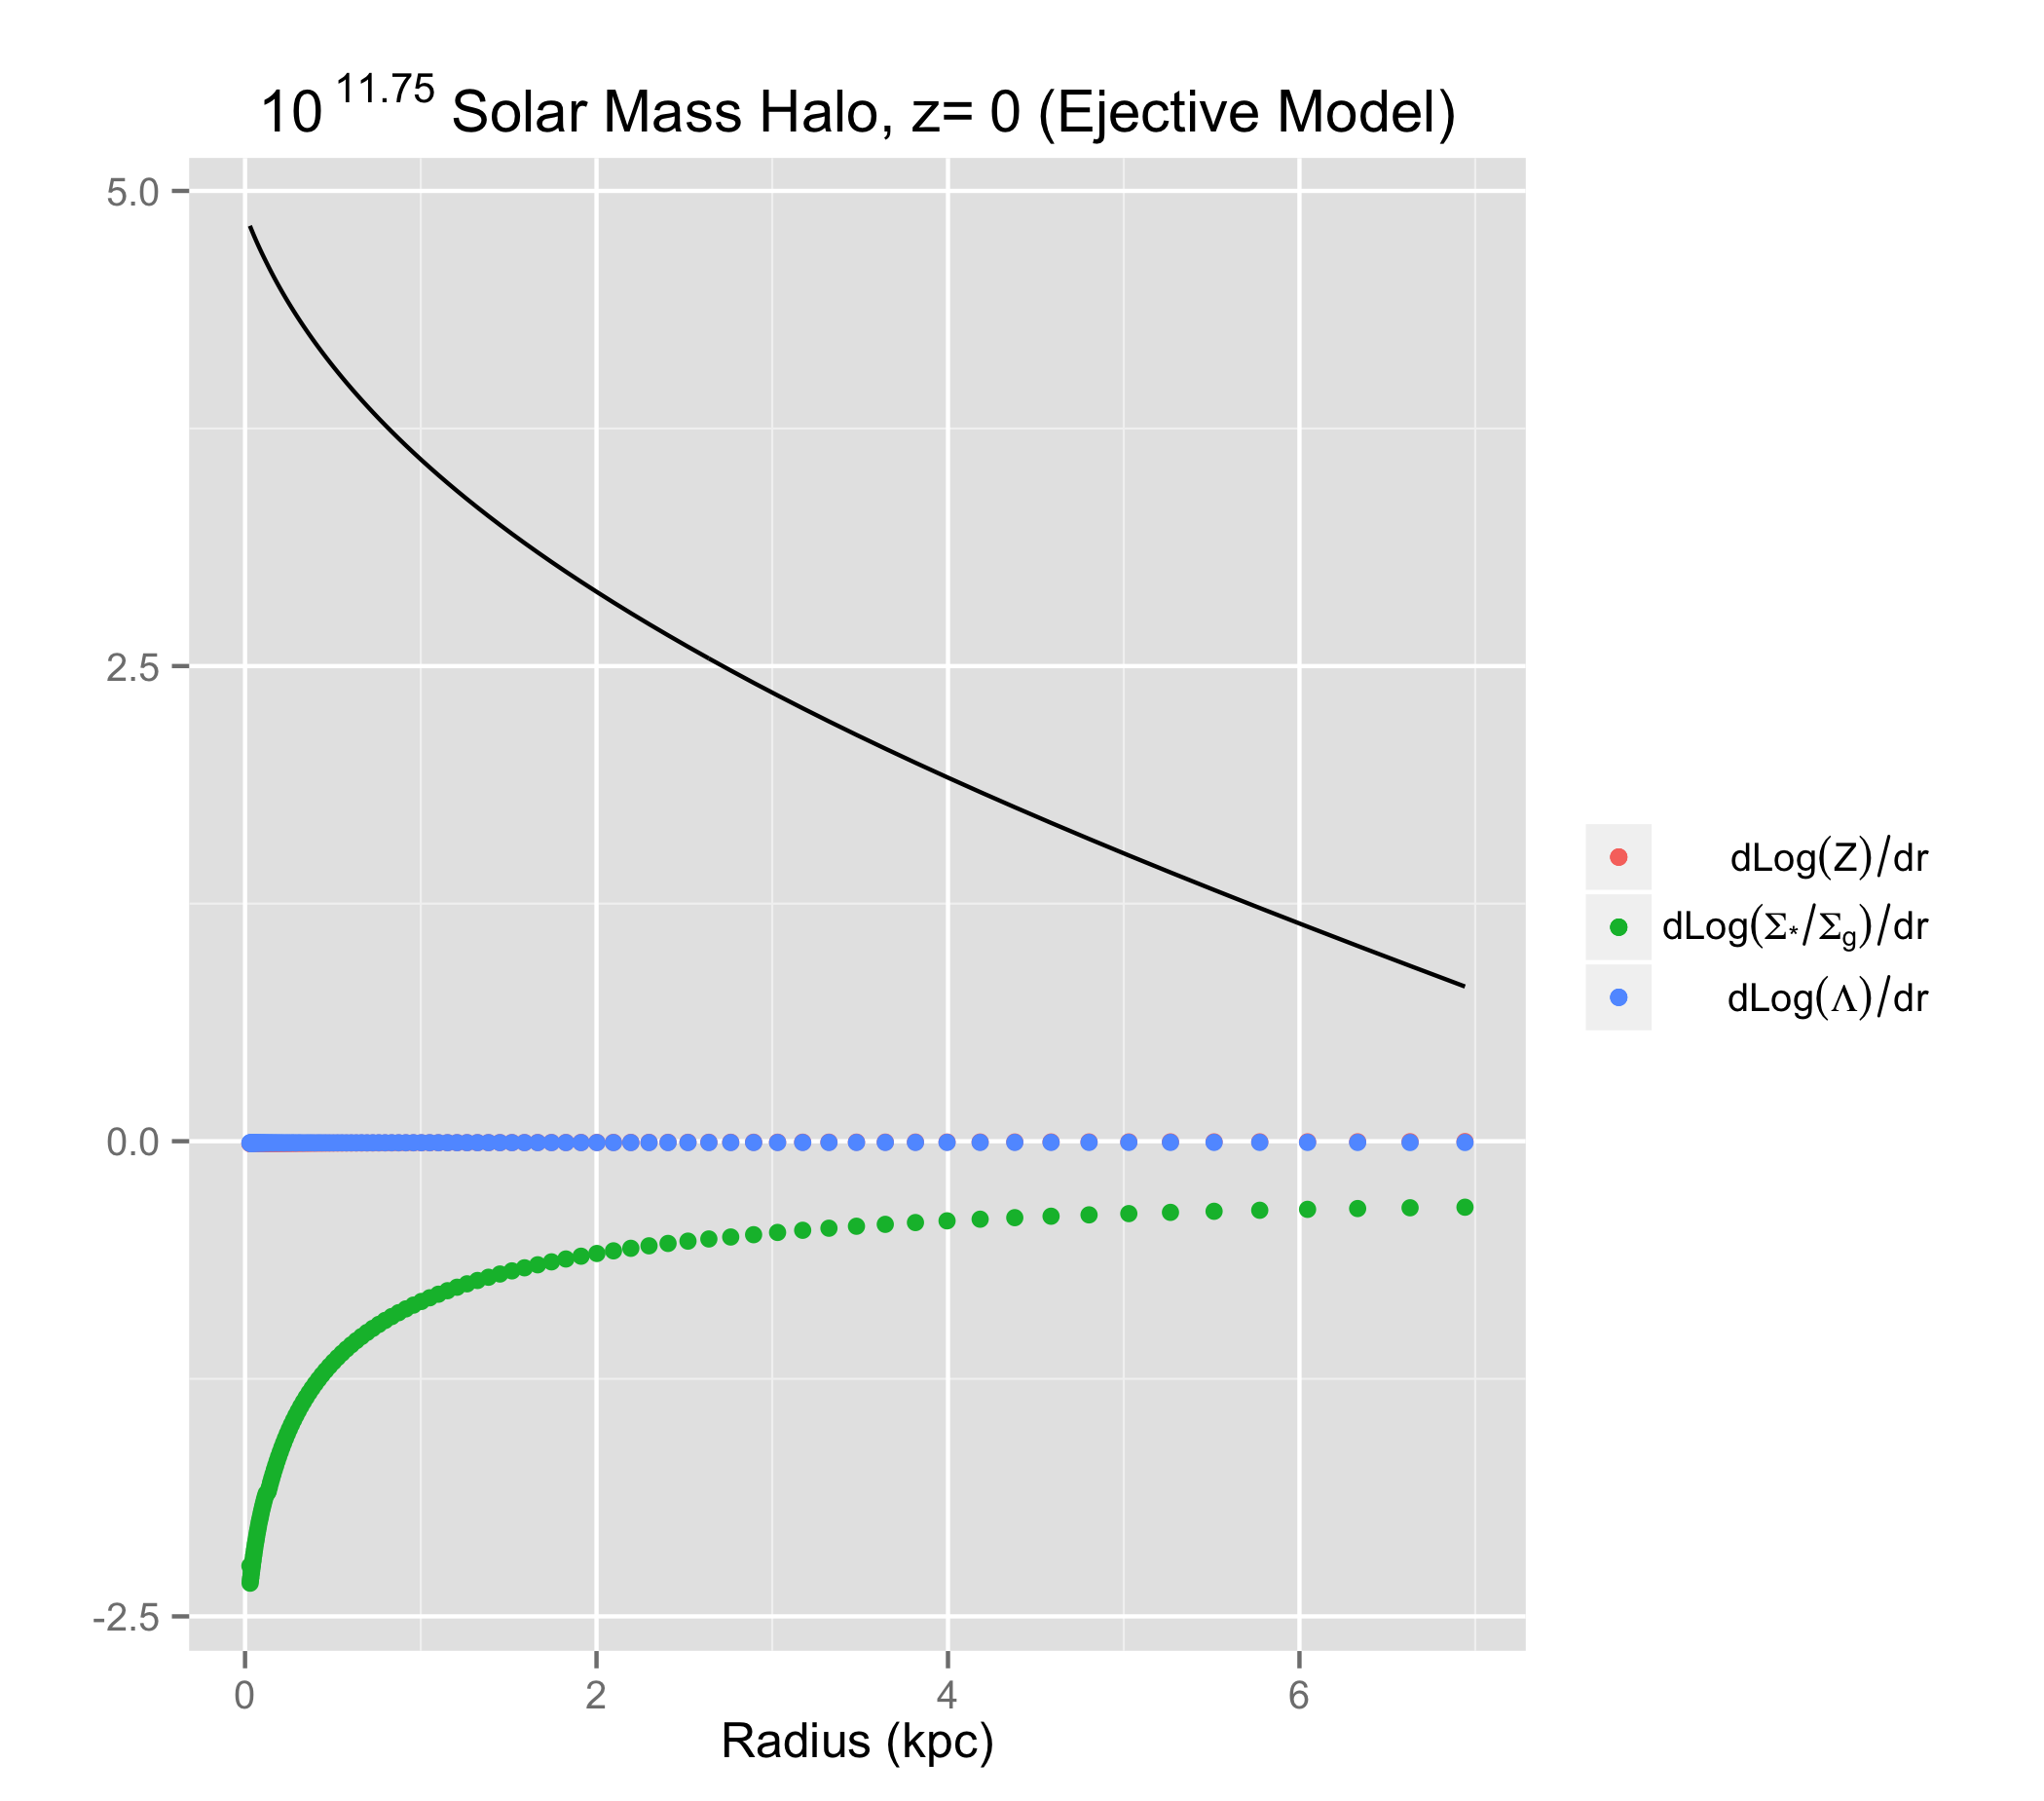 10^11.75 Solar Mass Halo, z= 0 (Ejective Model)
5.0
2.5
0.0
-2.5
0 2 4 6
Radius (kpc)
dLog(Z)/dr
dLog(Σ*/Σg)/dr
dLog(Λ)/dr